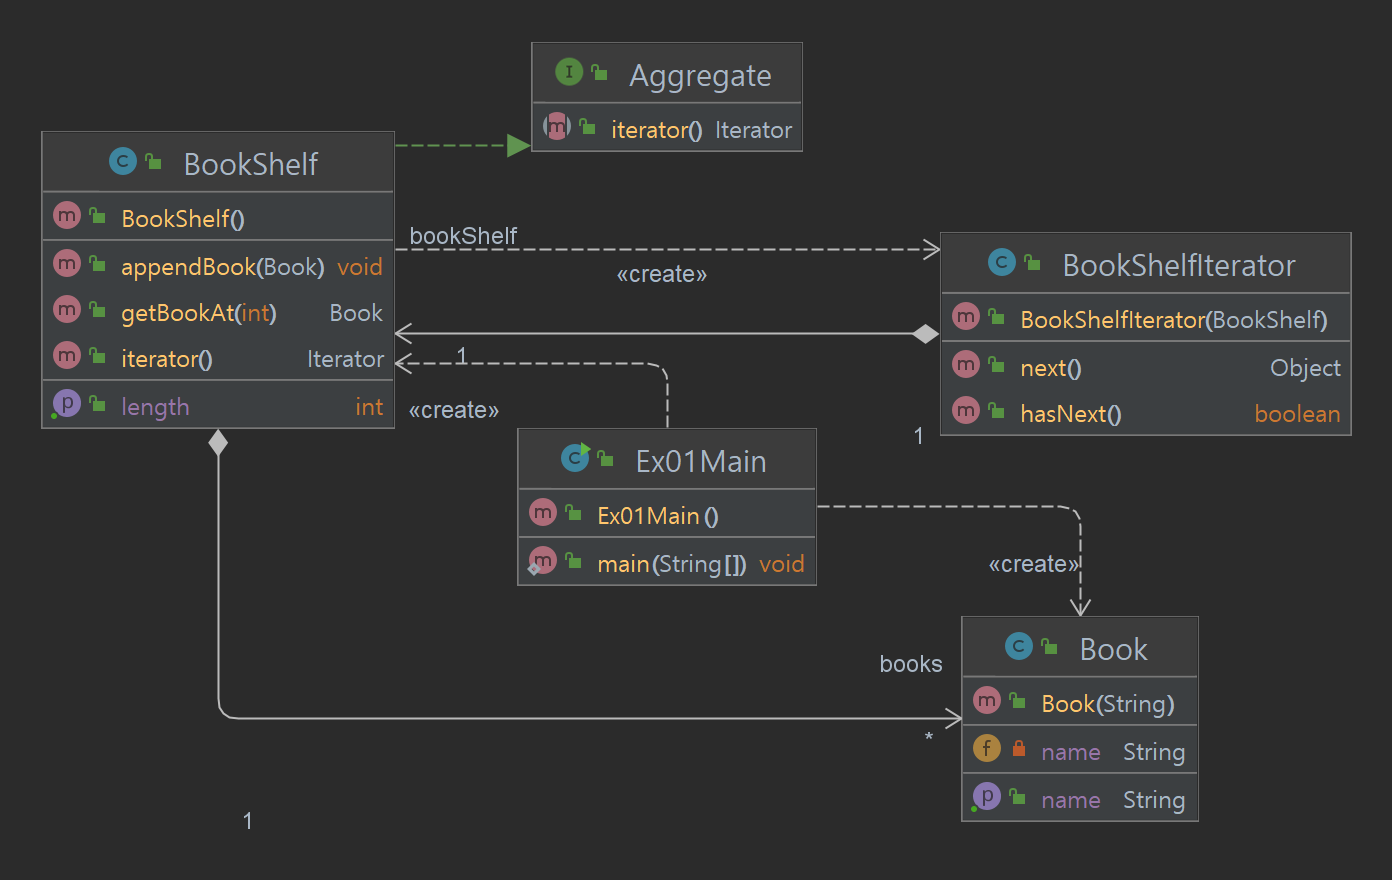 I Aggregate
m iterator() Iterator
C BookShelf
m BookShelf()
m appendBook(Book) void
m getBookAt(int) Book
m iterator() Iterator
p length int
bookShelf
«create»
C BookShelfIterator
m BookShelfIterator(BookShelf)
m next() Object
m hasNext() boolean
1
«create»
1
C Ex01Main
m Ex01Main()
m main(String[]) void
«create»
books
*
1
C Book
m Book(String)
f name String
p name String